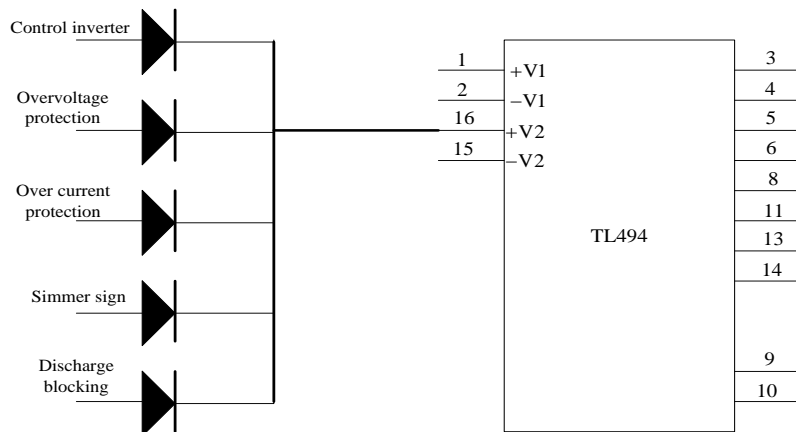 Control inverter
Overvoltage
protection
Over current
protection
Simmer sign
Discharge
blocking
1
2
16
15
+V1
−V1
+V2
−V2
TL494
3
4
5
6
8
11
13
14
9
10